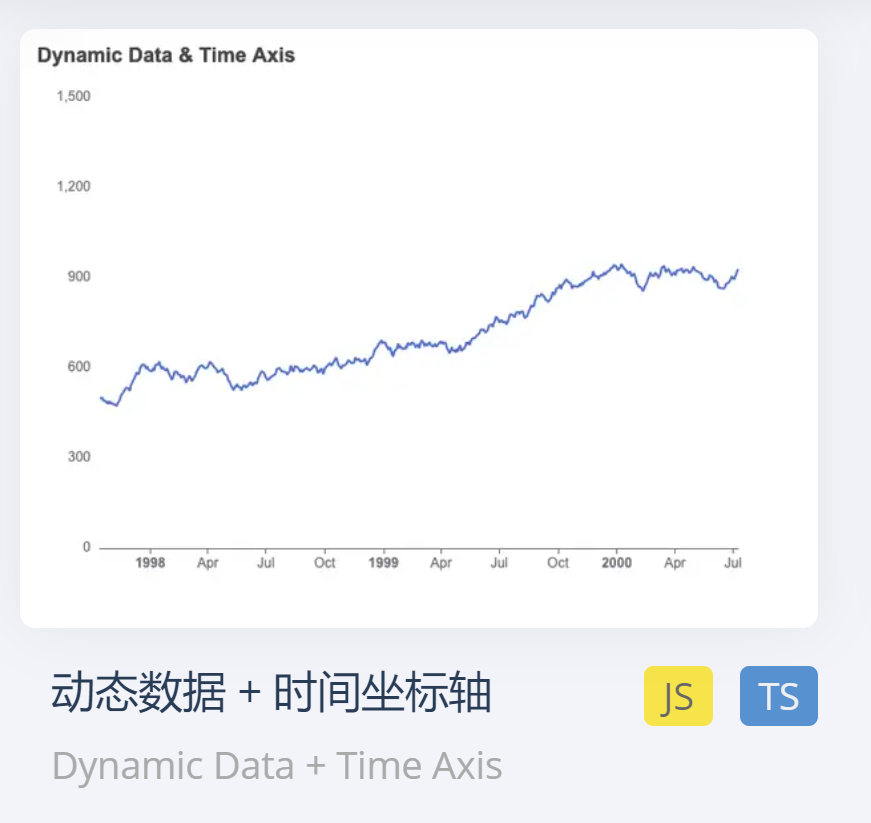 Dynamic Data & Time Axis
1,500
1,200
900
600
300
0
1998 Apr Jul Oct 1999 Apr Jul Oct 2000 Apr Jul
动态数据 + 时间坐标轴 JS TS
Dynamic Data + Time Axis